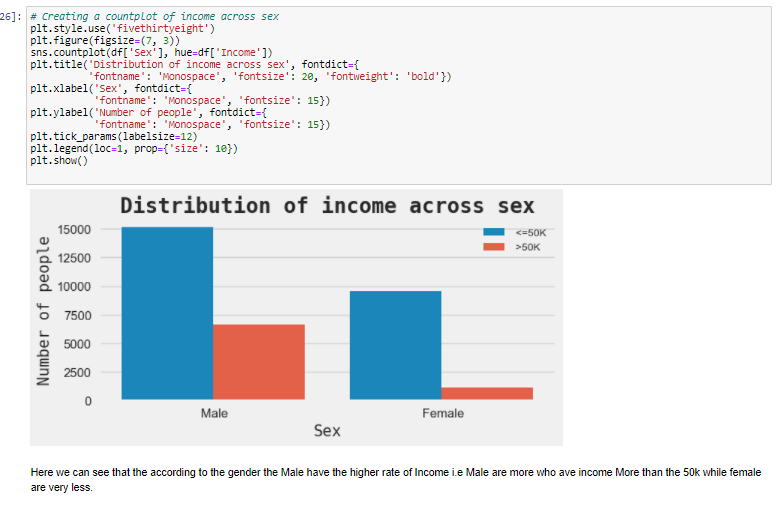 26]: # Creating a countplot of income across sex
plt.style.use('fivethirtyeight')
plt.figure(figsize=(7, 3))
sns.countplot(df['Sex'], hue=df['Income'])
plt.title('Distribution of income across sex', fontdict={
'fontname': 'Monospace', 'fontsize': 20, 'fontweight': 'bold'})
plt.xlabel('Sex', fontdict={
'fontname': 'Monospace', 'fontsize': 15})
plt.ylabel('Number of people', fontdict={
'fontname': 'Monospace', 'fontsize': 15})
plt.tick_params(labelsize=12)
plt.legend(loc=1, prop={'size': 10})
plt.show()
Distribution of income across sex
Number of people
15000
12500
10000
7500
5000
2500
0
<=50K
>50K
Male
Female
Sex
Here we can see that the according to the gender the Male have the higher rate of Income i.e Male are more who ave income More than the 50k while female
are very less.